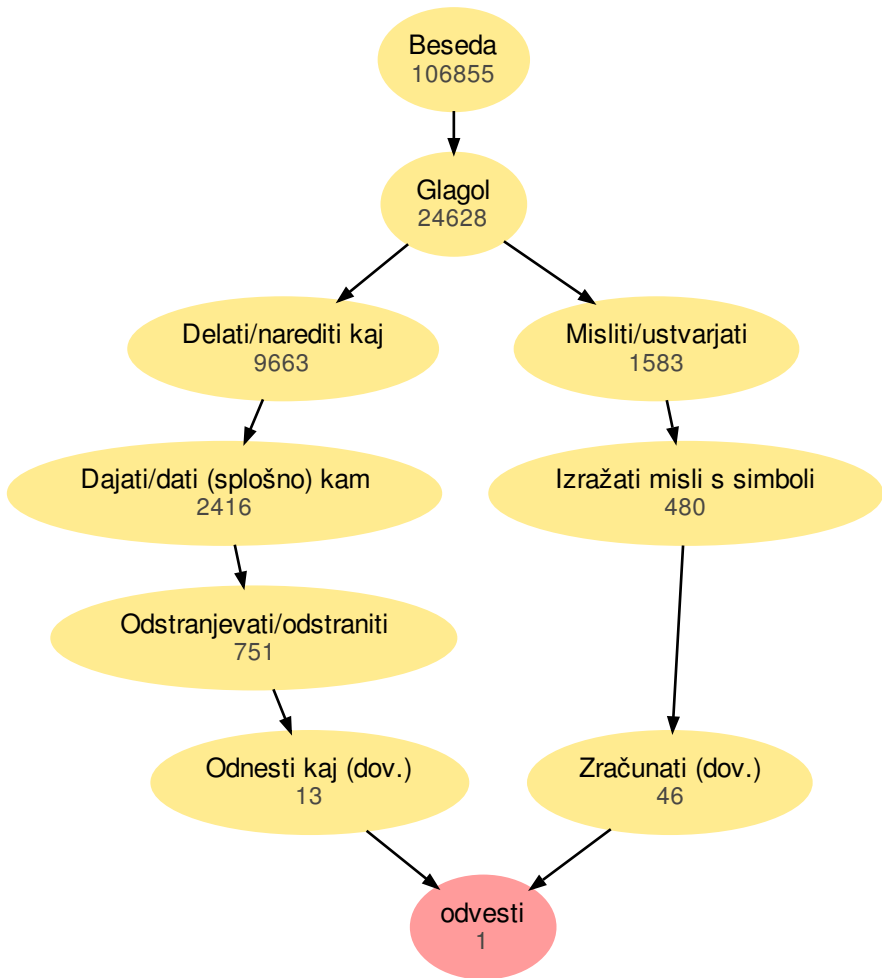 Beseda
106855
Glagol
24628
Delati/narediti kaj
9663
Misliti/ustvarjati
1583
Dajati/dati (splošno) kam
2416
Izražati misli s simboli
480
Odstranjevati/odstraniti
751
Odnesti kaj (dov.)
13
Zračunati (dov.)
46
odvesti
1